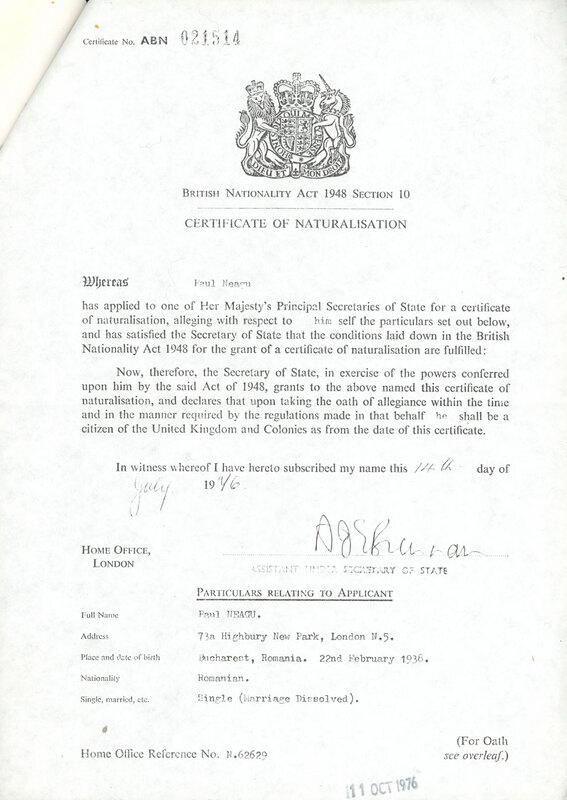 Certificate No. ABN 021514
DIEU ET MON DROIT
BRITISH NATIONALITY ACT 1948 SECTION 10
CERTIFICATE OF NATURALISATION
Whereas Paul Neagu
has applied to one of Her Majesty's Principal Secretaries of State for a certificate
of naturalisation, alleging with respect to him self the particulars set out below,
and has satisfied the Secretary of State that the conditions laid down in the British
Nationality Act 1948 for the grant of a certificate of naturalisation are fulfilled:
Now, therefore, the Secretary of State, in exercise of the powers conferred
upon him by the said Act of 1948, grants to the above named this certificate of
naturalisation, and declares that upon taking the oath of allegiance within the time
and in the manner required by the regulations made in that behalf he shall be a
citizen of the United Kingdom and Colonies as from the date of this certificate.
In witness whereof I have hereto subscribed my name this 14th day of
July 1976.
HOME OFFICE,
LONDON
ASSISTANT UNDER SECRETARY OF STATE
PARTICULARS RELATING TO APPLICANT
Full Name Paul NEAGU.
Address 73a Highbury New Park, London N.5.
Place and date of birth Bucharest, Romania. 22nd February 1938.
Nationality Romanian.
Single, married, etc. Single (Marriage Dissolved).
(For Oath
see overleaf.)
Home Office Reference No. N.62629
11 OCT 1976